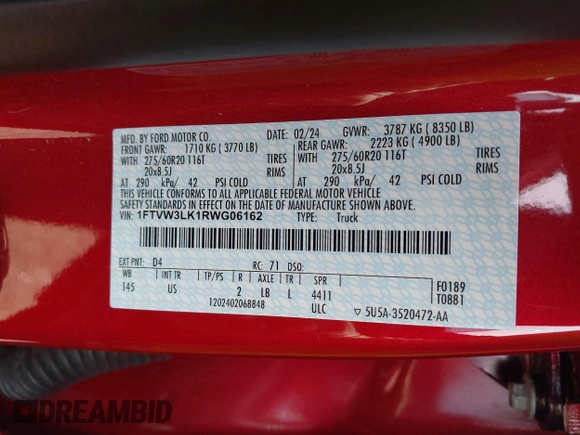 MFD. BY FORD MOTOR CO.
DATE: 02/24 GVWR: 3787 KG ( 8350 LB)
FRONT GAWR: 1710 KG ( 3770 LB)
REAR GAWR: 2223 KG ( 4900 LB)
WITH 275/60R20 116T TIRES
WITH 275/60R20 116T TIRES
20x8.5J RIMS
20x8.5J RIMS
AT 290 kPa/ 42 PSI COLD
AT 290 kPa/ 42 PSI COLD
THIS VEHICLE CONFORMS TO ALL APPLICABLE FEDERAL MOTOR VEHICLE
SAFETY STANDARDS IN EFFECT ON THE DATE OF MANUFACTURE SHOWN ABOVE.
VIN: 1FTVW3LK1RWG06162 TYPE: Truck
EXT PNT: D4 RC: 71 DSO:
WB INT TR TP/PS R AXLE TR SPR
145 US 2 LB L 4411
F0189
T0881
1202402068848 ULC
▽ 5U5A-3520472-AA
DREAMBID